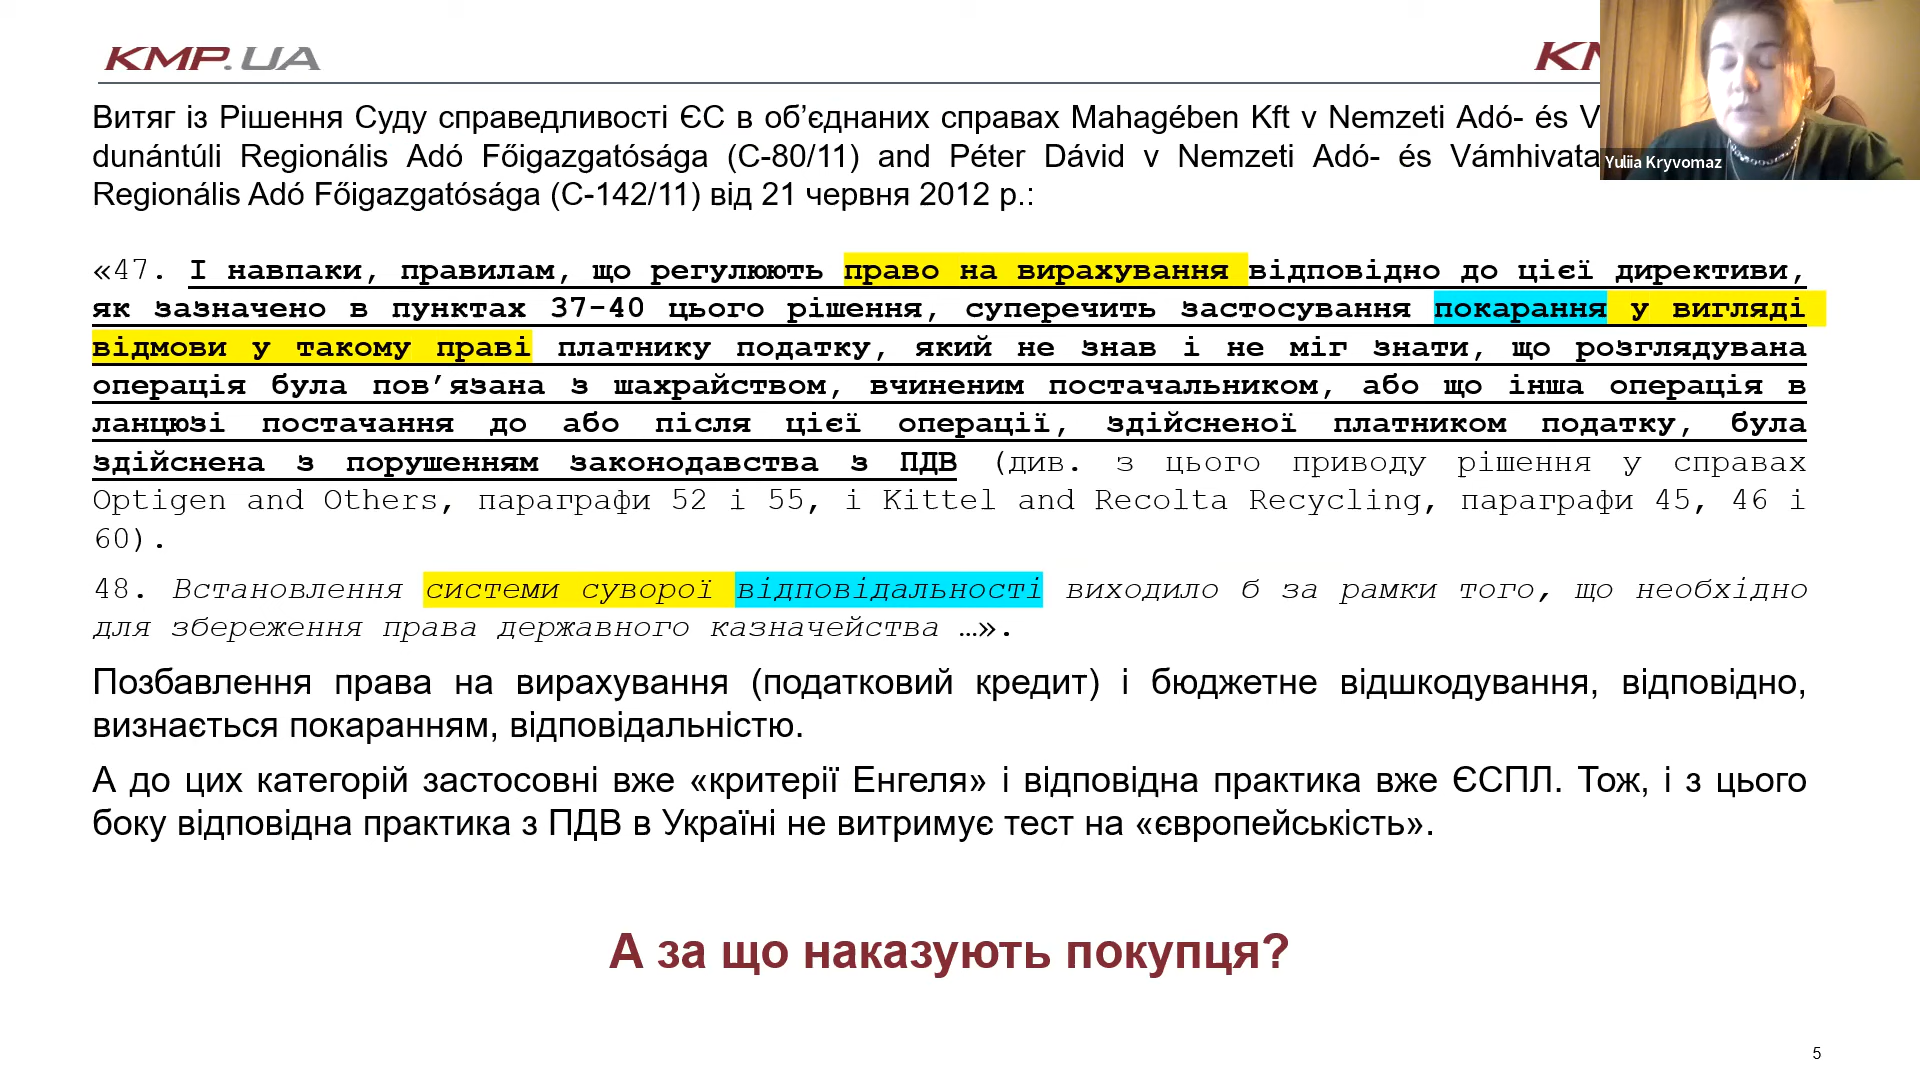 KMP.UA
Витяг із Рішення Суду справедливості ЄС в об’єднаних справах Mahagében Kft v Nemzeti Adó- és
dunántúli Regionális Adó Főigazgatósága (C-80/11) and Péter Dávid v Nemzeti Adó- és
Regionális Adó Főigazgatósága (C-142/11) від 21 червня 2012 р.:
Yuliia Kryvomaz
«47. І навпаки, правилам, що регулюють право на вирахування відповідно до цієї директиви,
як зазначено в пунктах 37-40 цього рішення, суперечить застосування покарання у вигляді
відмови у такому праві платнику податку, який не знав і не міг знати, що розглядувана
операція була пов’язана з шахрайством, вчиненим постачальником, або що інша операція в
ланцюзі постачання до або після цієї операції, здійсненої платником податку, була
здійснена з порушенням законодавства з ПДВ (див. з цього приводу рішення у справах
Optigen and Others, параграфи 52 і 55, і Kittel and Recolta Recycling, параграфи 45, 46 і
60).
48. Встановлення системи суворої відповідальності виходило б за рамки того, що необхідно
для збереження права державного казначейства …».
Позбавлення права на вирахування (податковий кредит) і бюджетне відшкодування, відповідно,
визнається покаранням, відповідальністю.
А до цих категорій застосовні вже «критерії Енгеля» і відповідна практика вже ЄСПЛ. Тож, і з цього
боку відповідна практика з ПДВ в Україні не витримує тест на «європейськість».
А за що наказують покупця?
5